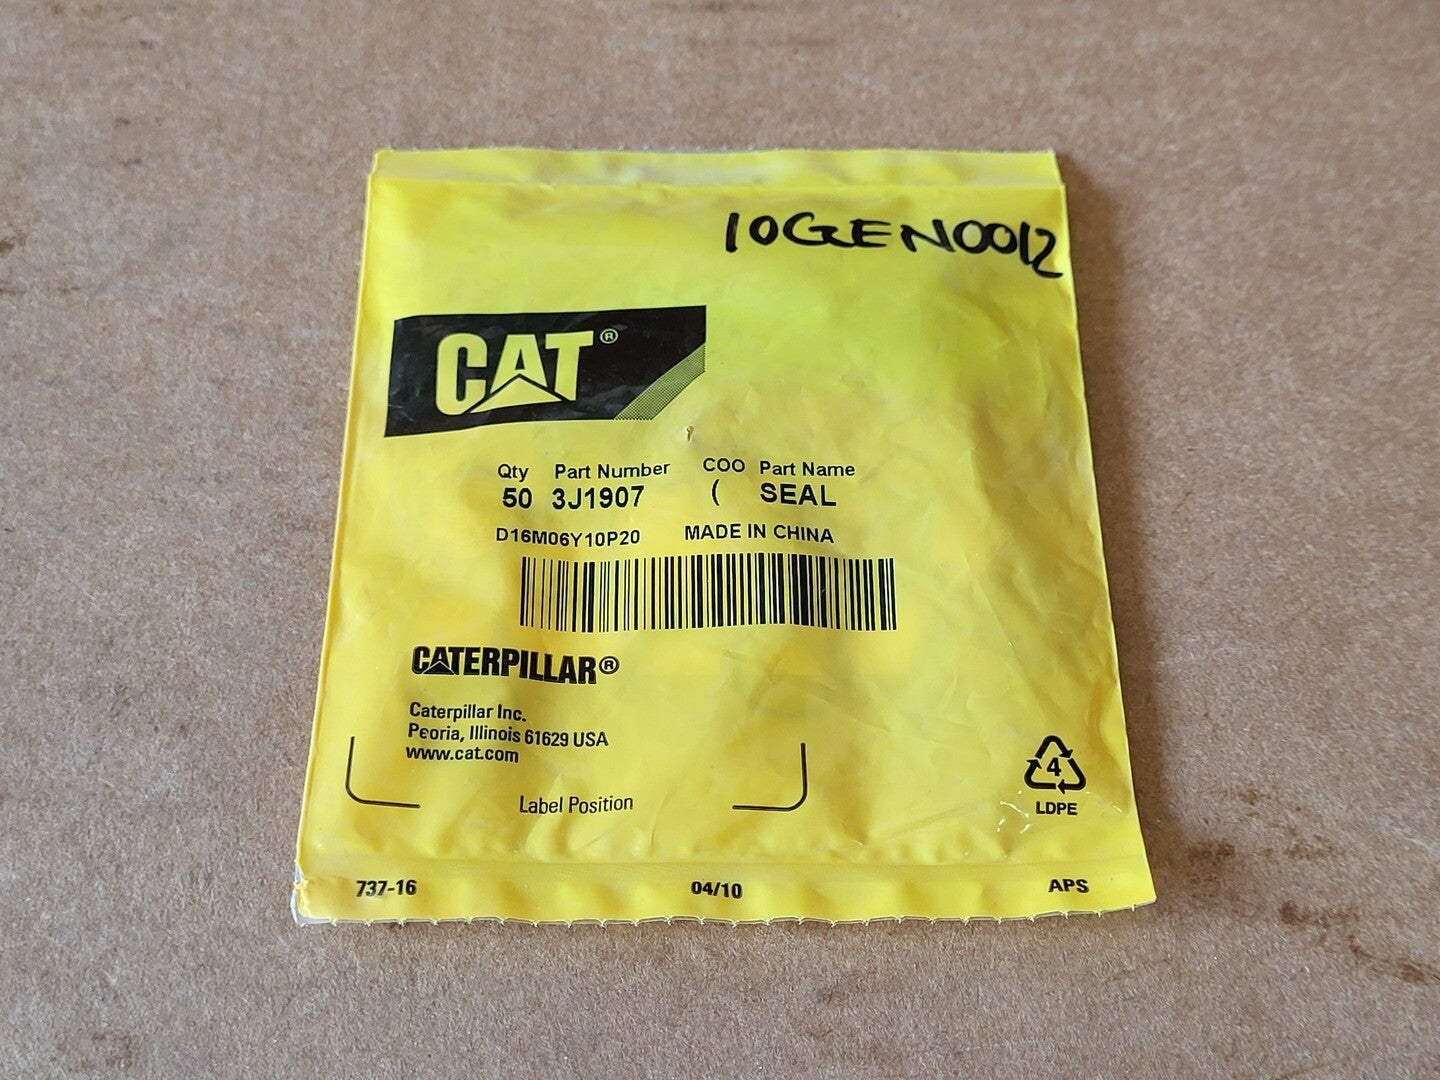 10GEN0012
CAT®
Qty Part Number COO Part Name
50 3J1907 ( SEAL
D16M06Y10P20 MADE IN CHINA
CATERPILLAR®
Caterpillar Inc.
Peoria, Illinois 61629 USA
www.cat.com
Label Position
4
LDPE
737-16 04/10 APS